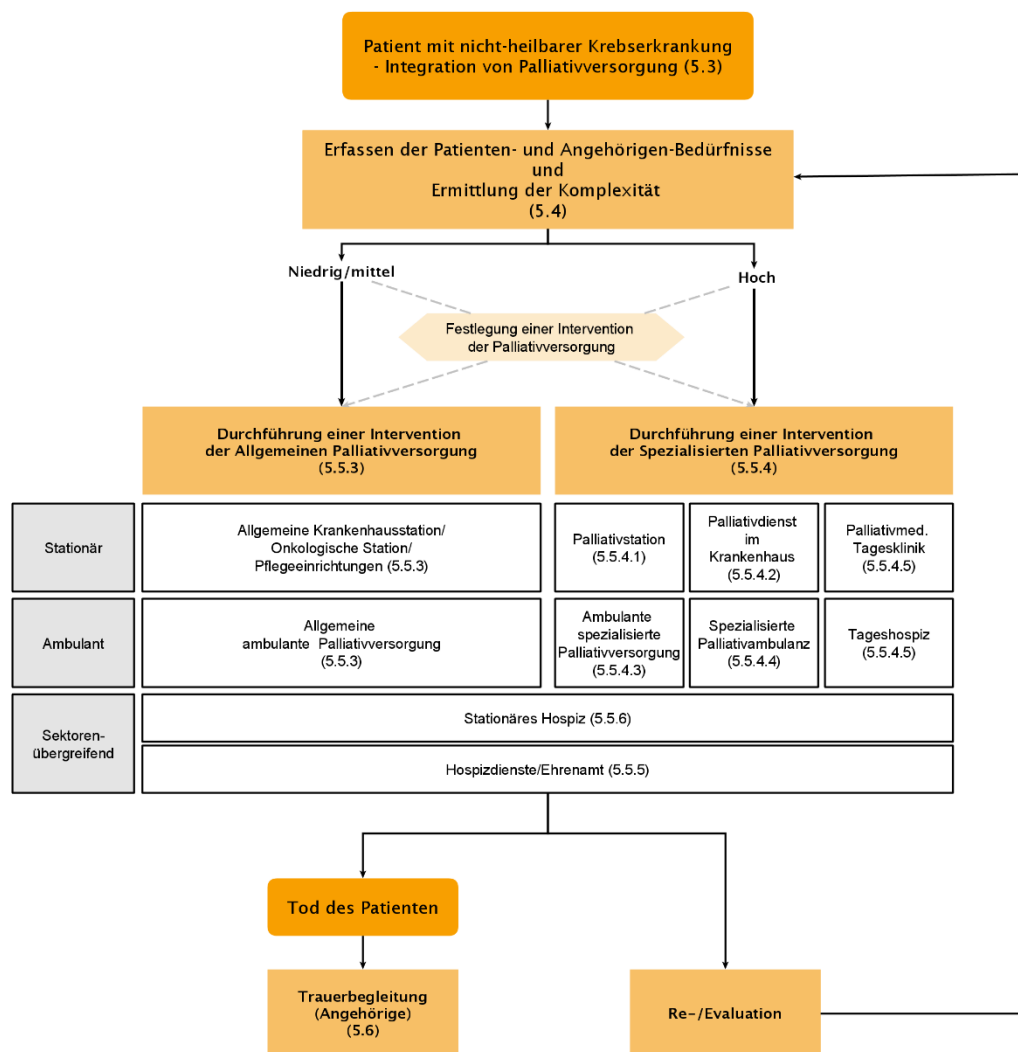 Patient mit nicht-heilbarer Krebserkrankung
- Integration von Palliativversorgung (5.3)
Erfassen der Patienten- und Angehörigen-Bedürfnisse
und
Ermittlung der Komplexität
(5.4)
Niedrig/mittel
Hoch
Festlegung einer Intervention
der Palliativversorgung
Durchführung einer Intervention
der Allgemeinen Palliativversorgung
(5.5.3)
Durchführung einer Intervention
der Spezialisierten Palliativversorgung
(5.5.4)
Stationär
Allgemeine Krankenhausstation/
Onkologische Station/
Pflegeeinrichtungen (5.5.3)
Palliativstation
(5.5.4.1)
Palliativdienst
im
Krankenhaus
(5.5.4.2)
Palliativmed.
Tagesklinik
(5.5.4.5)
Ambulant
Allgemeine
ambulante Palliativversorgung
(5.5.3)
Ambulante
spezialisierte
Palliativversorgung
(5.5.4.3)
Spezialisierte
Palliativambulanz
(5.5.4.4)
Tageshospiz
(5.5.4.5)
Sektoren-
übergreifend
Stationäres Hospiz (5.5.6)
Hospizdienste/Ehrenamt (5.5.5)
Tod des Patienten
Trauerbegleitung
(Angehörige)
(5.6)
Re-/Evaluation